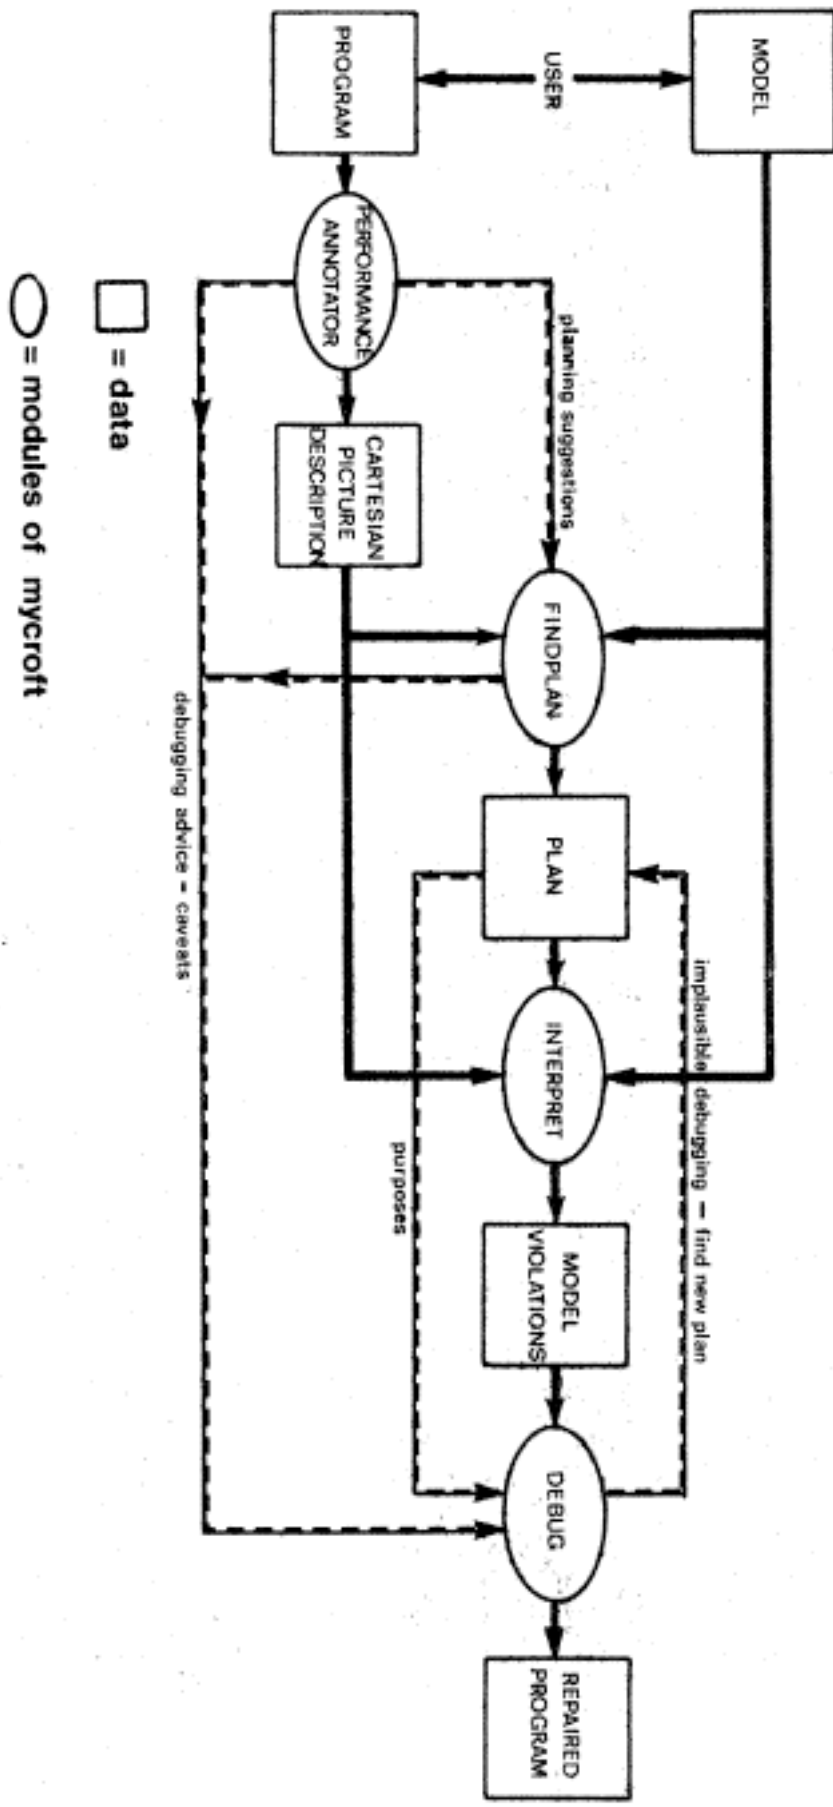 MODEL
USER
PROGRAM
PERFORMANCE
ANNOTATOR
planning suggestions
CARTESIAN
PICTURE
DESCRIPTION
FINDPLAN
PLAN
implausible debugging — find new plan
INTERPRET
purposes
MODEL
VIOLATIONS
DEBUG
REPAIRED
PROGRAM
debugging advice – caveats
= data
= modules of mycroft